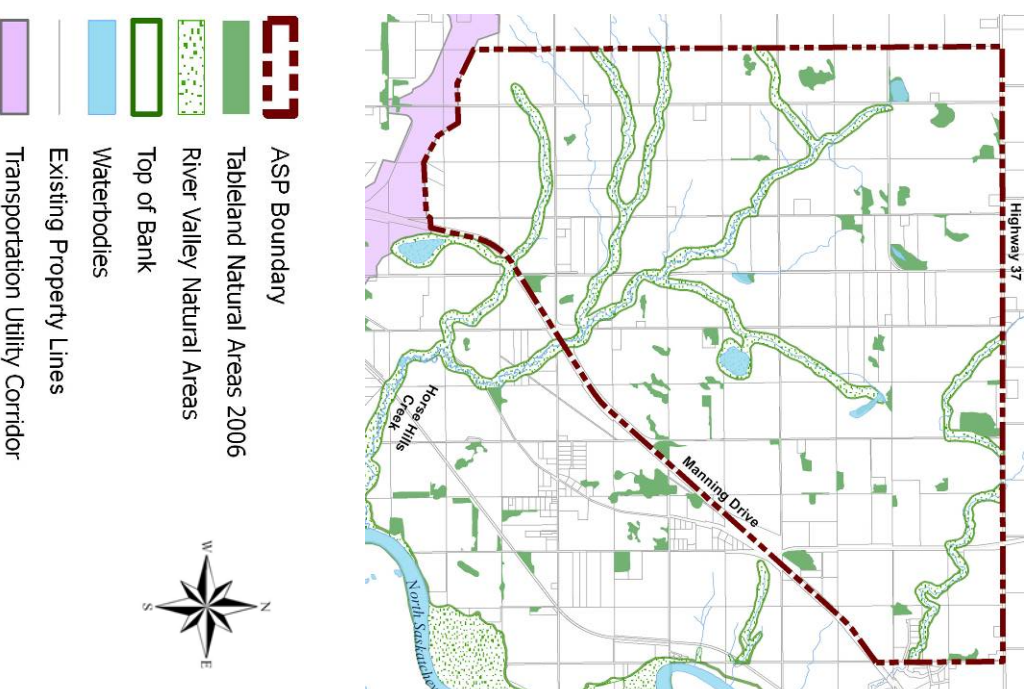 ASP Boundary
Tableland Natural Areas 2006
River Valley Natural Areas
Top of Bank
Waterbodies
Existing Property Lines
Transportation Utility Corridor
N
W
E
S
Highway 37
Manning Drive
Horse Hills
Creek
North Saskatchew